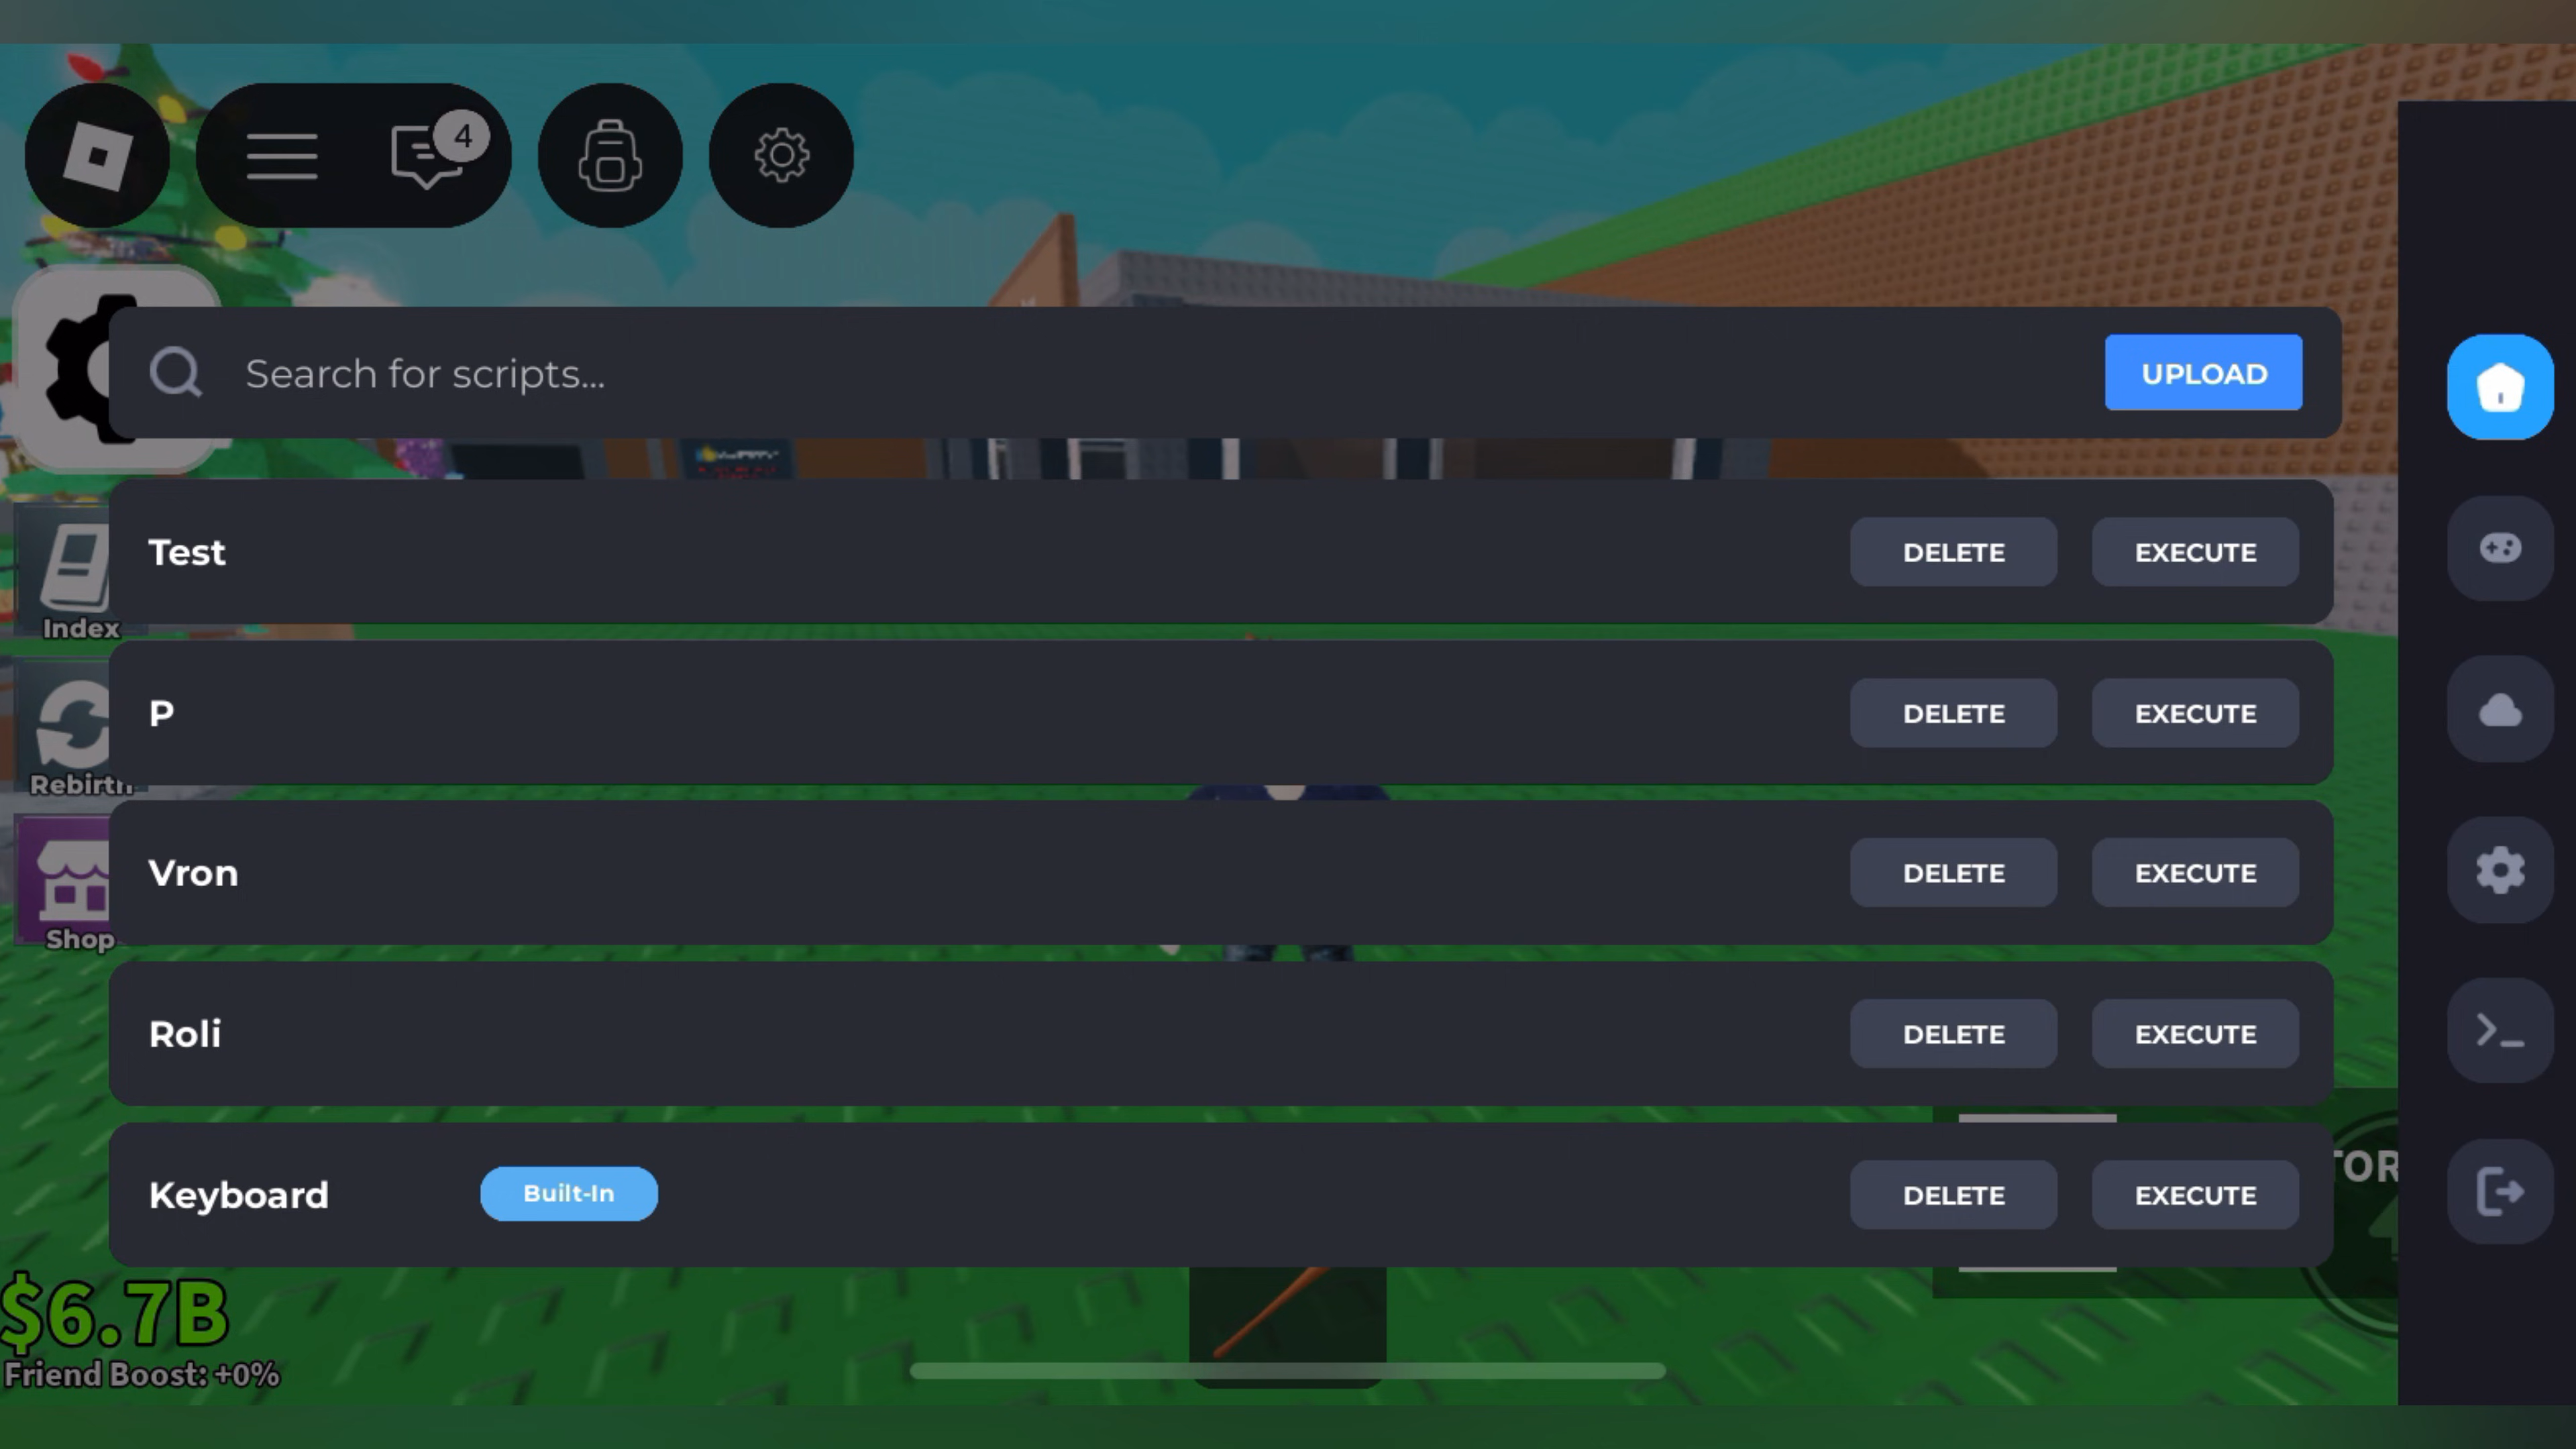 4
Search for scripts...
UPLOAD
Test
DELETE
EXECUTE
Index
P
DELETE
EXECUTE
Rebirth
Vron
DELETE
EXECUTE
Shop
Roli
DELETE
EXECUTE
Keyboard
Built-In
DELETE
EXECUTE
$6.7B
Friend Boost: +0%